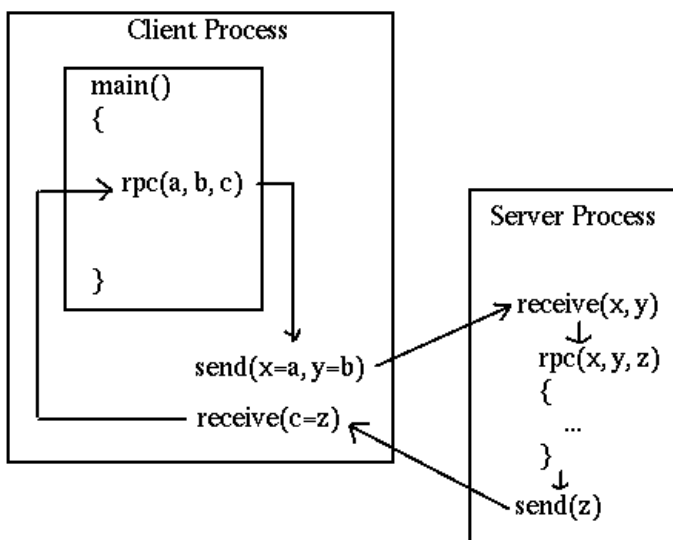 Client Process
main()
{
rpc(a, b, c)
}
send(x=a, y=b)
receive(c=z)
Server Process
receive(x, y)
rpc(x, y, z)
{
...
}
send(z)